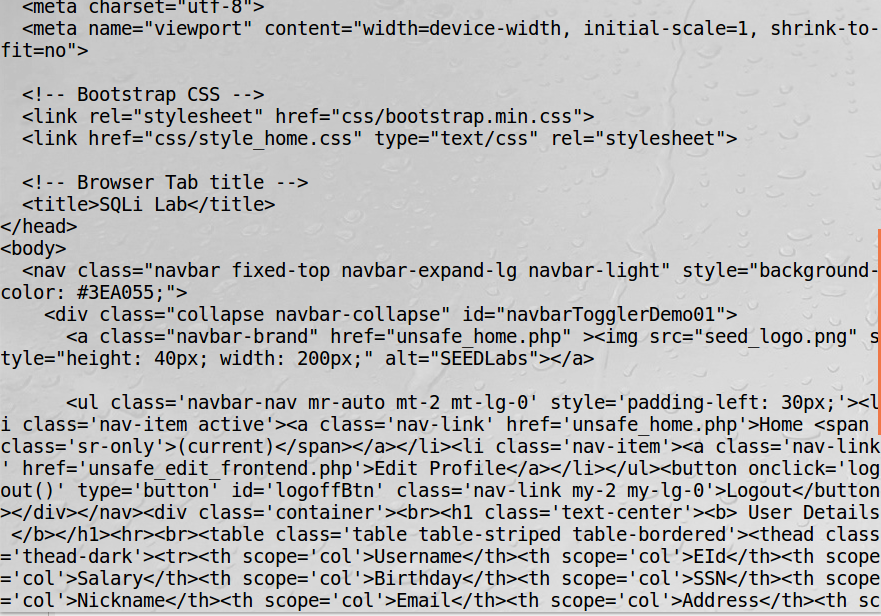 <meta charset="utf-8">
<meta name="viewport" content="width=device-width, initial-scale=1, shrink-to-
fit=no">
<!-- Bootstrap CSS -->
<link rel="stylesheet" href="css/bootstrap.min.css">
<link href="css/style_home.css" type="text/css" rel="stylesheet">
<!-- Browser Tab title -->
<title>SQLi Lab</title>
</head>
<body>
<nav class="navbar fixed-top navbar-expand-lg navbar-light" style="background-
color: #3EA055;">
<div class="collapse navbar-collapse" id="navbarTogglerDemo01">
<a class="navbar-brand" href="unsafe_home.php" ><img src="seed_logo.png" s
tyle="height: 40px; width: 200px;" alt="SEEDLabs"></a>
<ul class='navbar-nav mr-auto mt-2 mt-lg-0' style='padding-left: 30px;'><l
i class='nav-item active'><a class='nav-link' href='unsafe_home.php'>Home <span
class='sr-only'>(current)</span></a></li><li class='nav-item'><a class='nav-link
' href='unsafe_edit_frontend.php'>Edit Profile</a></li></ul><button onclick='log
out()' type='button' id='logoffBtn' class='nav-link my-2 my-lg-0'>Logout</button
></div></nav><div class='container'><br><h1 class='text-center'><b> User Details
</b></h1><hr><br><table class='table table-striped table-bordered'><thead class
='thead-dark'><tr><th scope='col'>Username</th><th scope='col'>EId</th><th scope
='col'>Salary</th><th scope='col'>Birthday</th><th scope='col'>SSN</th><th scope
='col'>Nickname</th><th scope='col'>Email</th><th scope='col'>Address</th><th sc